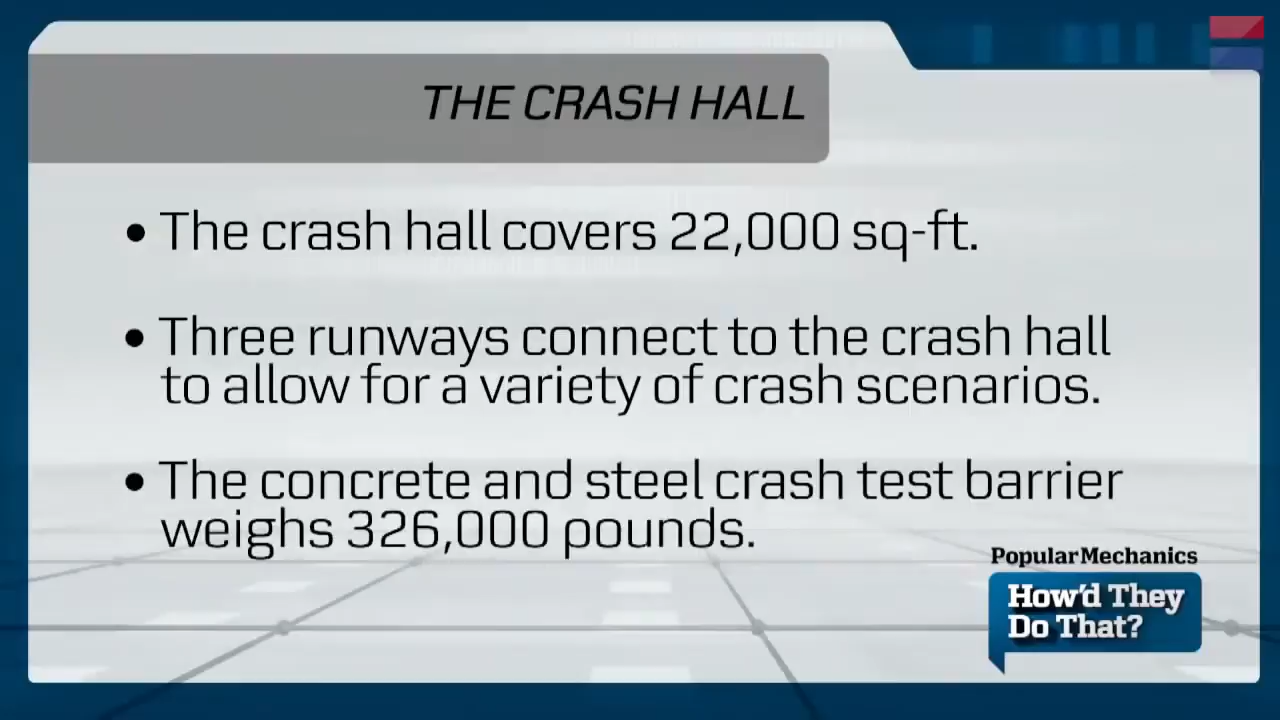 THE CRASH HALL
• The crash hall covers 22,000 sq-ft.
• Three runways connect to the crash hall
to allow for a variety of crash scenarios.
• The concrete and steel crash test barrier
weighs 326,000 pounds.
Popular Mechanics
How'd They
Do That?